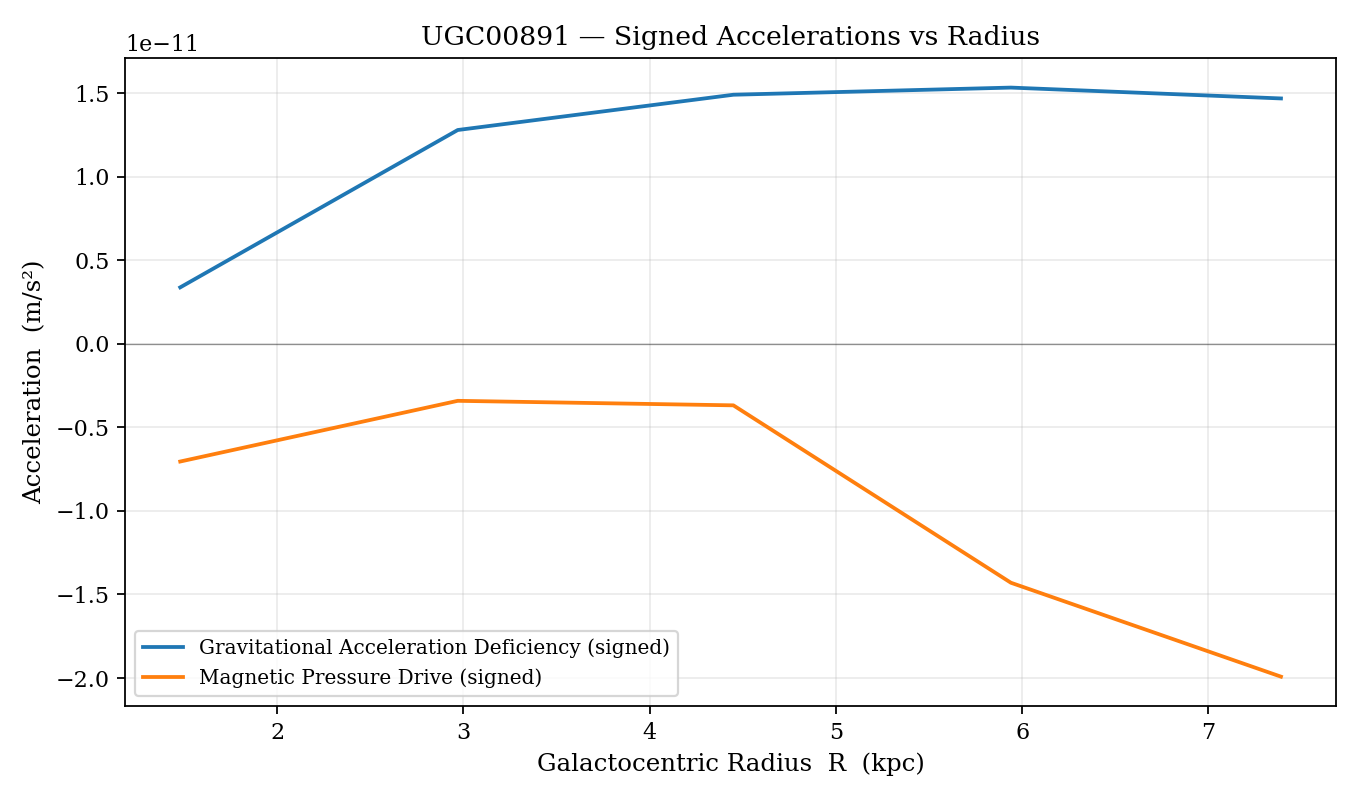 UGC00891 — Signed Accelerations vs Radius
1e−11
1.5
1.0
0.5
0.0
−0.5
−1.0
−1.5
−2.0
Acceleration (m/s²)
Gravitational Acceleration Deficiency (signed)
Magnetic Pressure Drive (signed)
2 3 4 5 6 7
Galactocentric Radius R (kpc)